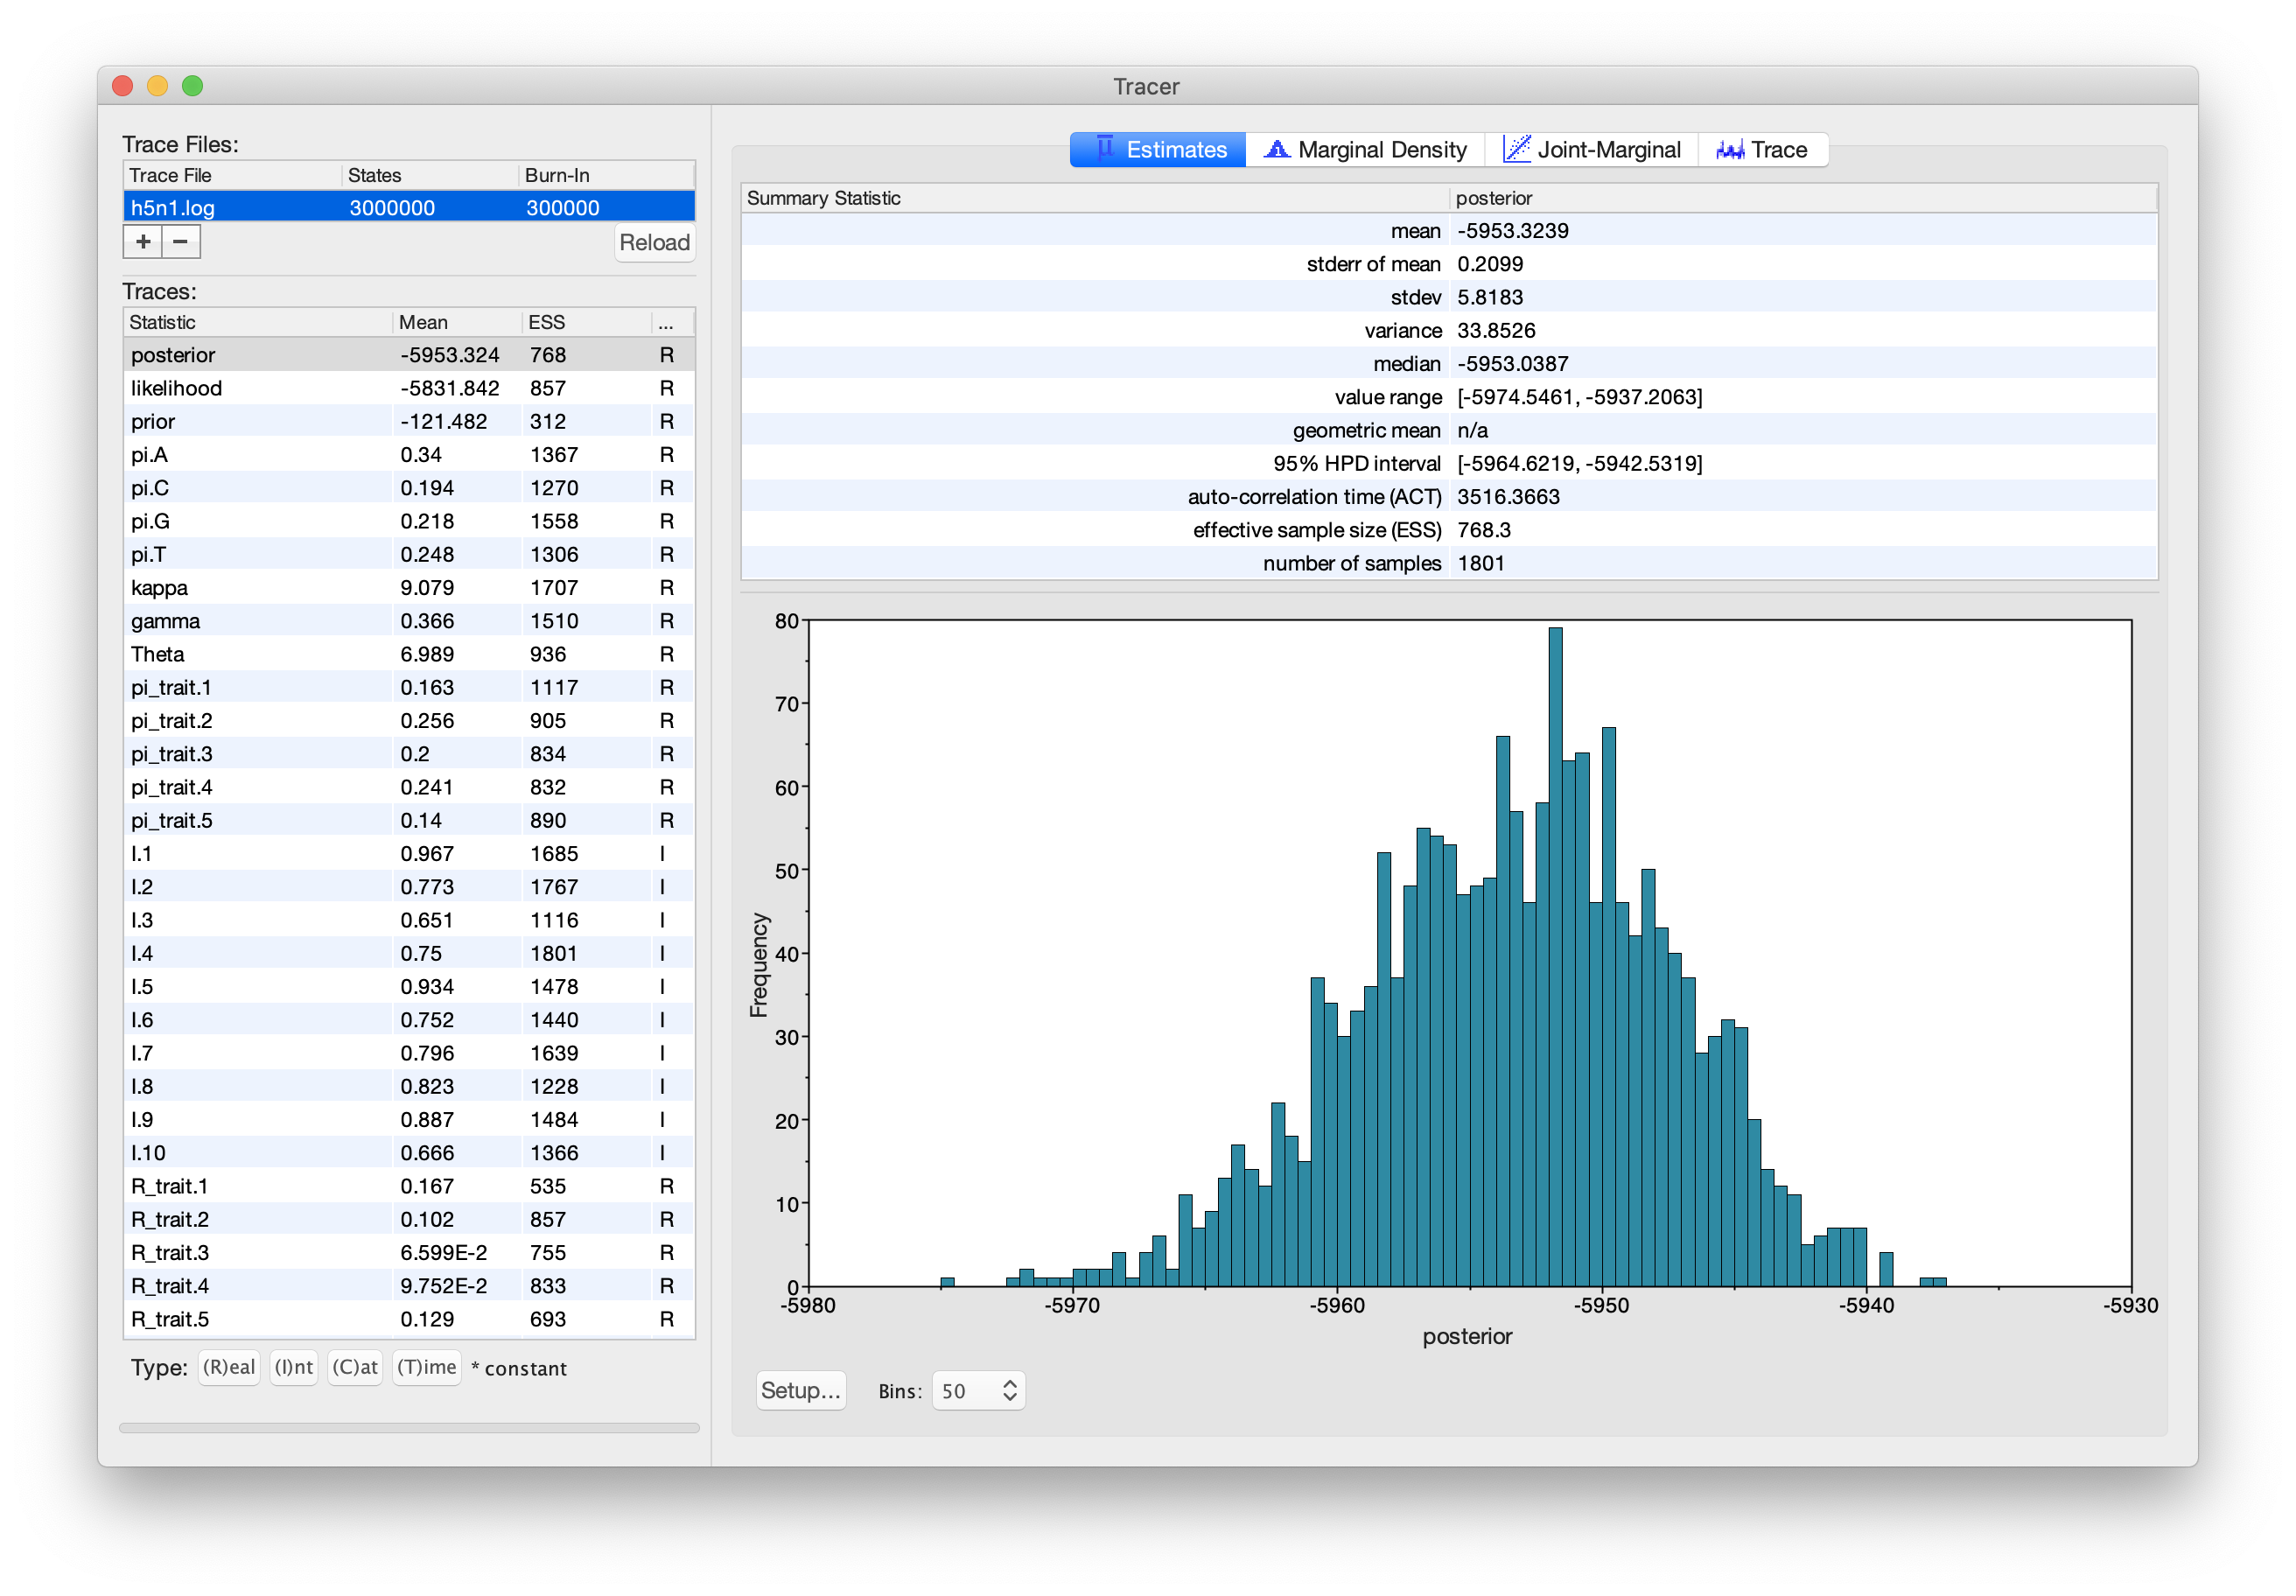 Tracer
Trace Files:
Trace File States Burn-In
h5n1.log 3000000 300000
+ −
Reload
Traces:
Statistic Mean ESS ...
posterior -5953.324 768 R
likelihood -5831.842 857 R
prior -121.482 312 R
pi.A 0.34 1367 R
pi.C 0.194 1270 R
pi.G 0.218 1558 R
pi.T 0.248 1306 R
kappa 9.079 1707 R
gamma 0.366 1510 R
Theta 6.989 936 R
pi_trait.1 0.163 1117 R
pi_trait.2 0.256 905 R
pi_trait.3 0.2 834 R
pi_trait.4 0.241 832 R
pi_trait.5 0.14 890 R
I.1 0.967 1685 I
I.2 0.773 1767 I
I.3 0.651 1116 I
I.4 0.75 1801 I
I.5 0.934 1478 I
I.6 0.752 1440 I
I.7 0.796 1639 I
I.8 0.823 1228 I
I.9 0.887 1484 I
I.10 0.666 1366 I
R_trait.1 0.167 535 R
R_trait.2 0.102 857 R
R_trait.3 6.599E-2 755 R
R_trait.4 9.752E-2 833 R
R_trait.5 0.129 693 R
Type: (R)eal (I)nt (C)at (T)ime * constant
μ Estimates Marginal Density Joint-Marginal Trace
Summary Statistic posterior
mean -5953.3239
stderr of mean 0.2099
stdev 5.8183
variance 33.8526
median -5953.0387
value range [-5974.5461, -5937.2063]
geometric mean n/a
95% HPD interval [-5964.6219, -5942.5319]
auto-correlation time (ACT) 3516.3663
effective sample size (ESS) 768.3
number of samples 1801
80
70
60
50
40
30
20
10
0
Frequency
-5980 -5970 -5960 -5950 -5940 -5930
posterior
Setup... Bins: 50